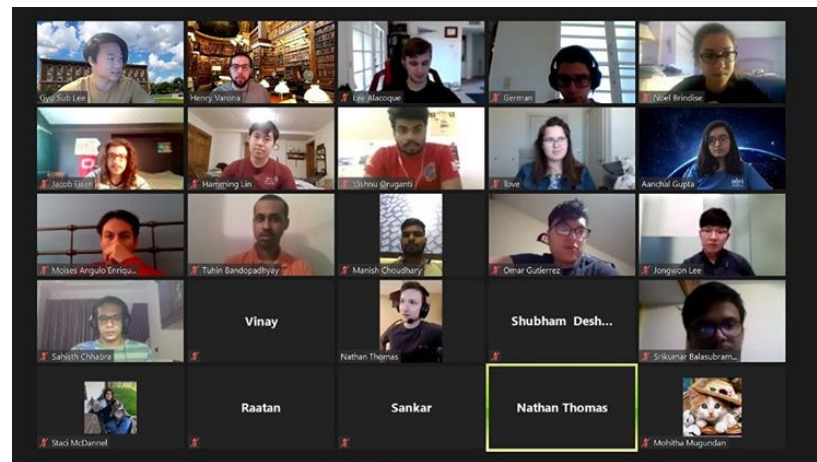 Gyu Sub Lee
Henry Varona
Lee Alacoque
German
Noel Brindise
Jacob Eisen
Hamming Lin
Vishnu Oruganti
Tove
Aanchal Gupta
Moises Angulo Enriqu...
Tuhin Bandopadhyay
Manish Choudhary
Omar Gutierrez
Jongwon Lee
Sahisth Chhabra
Vinay
Nathan Thomas
Shubham Desh...
Srikumar Balasubram...
Staci McDannel
Raatan
Sankar
Nathan Thomas
Mohitha Mugundan